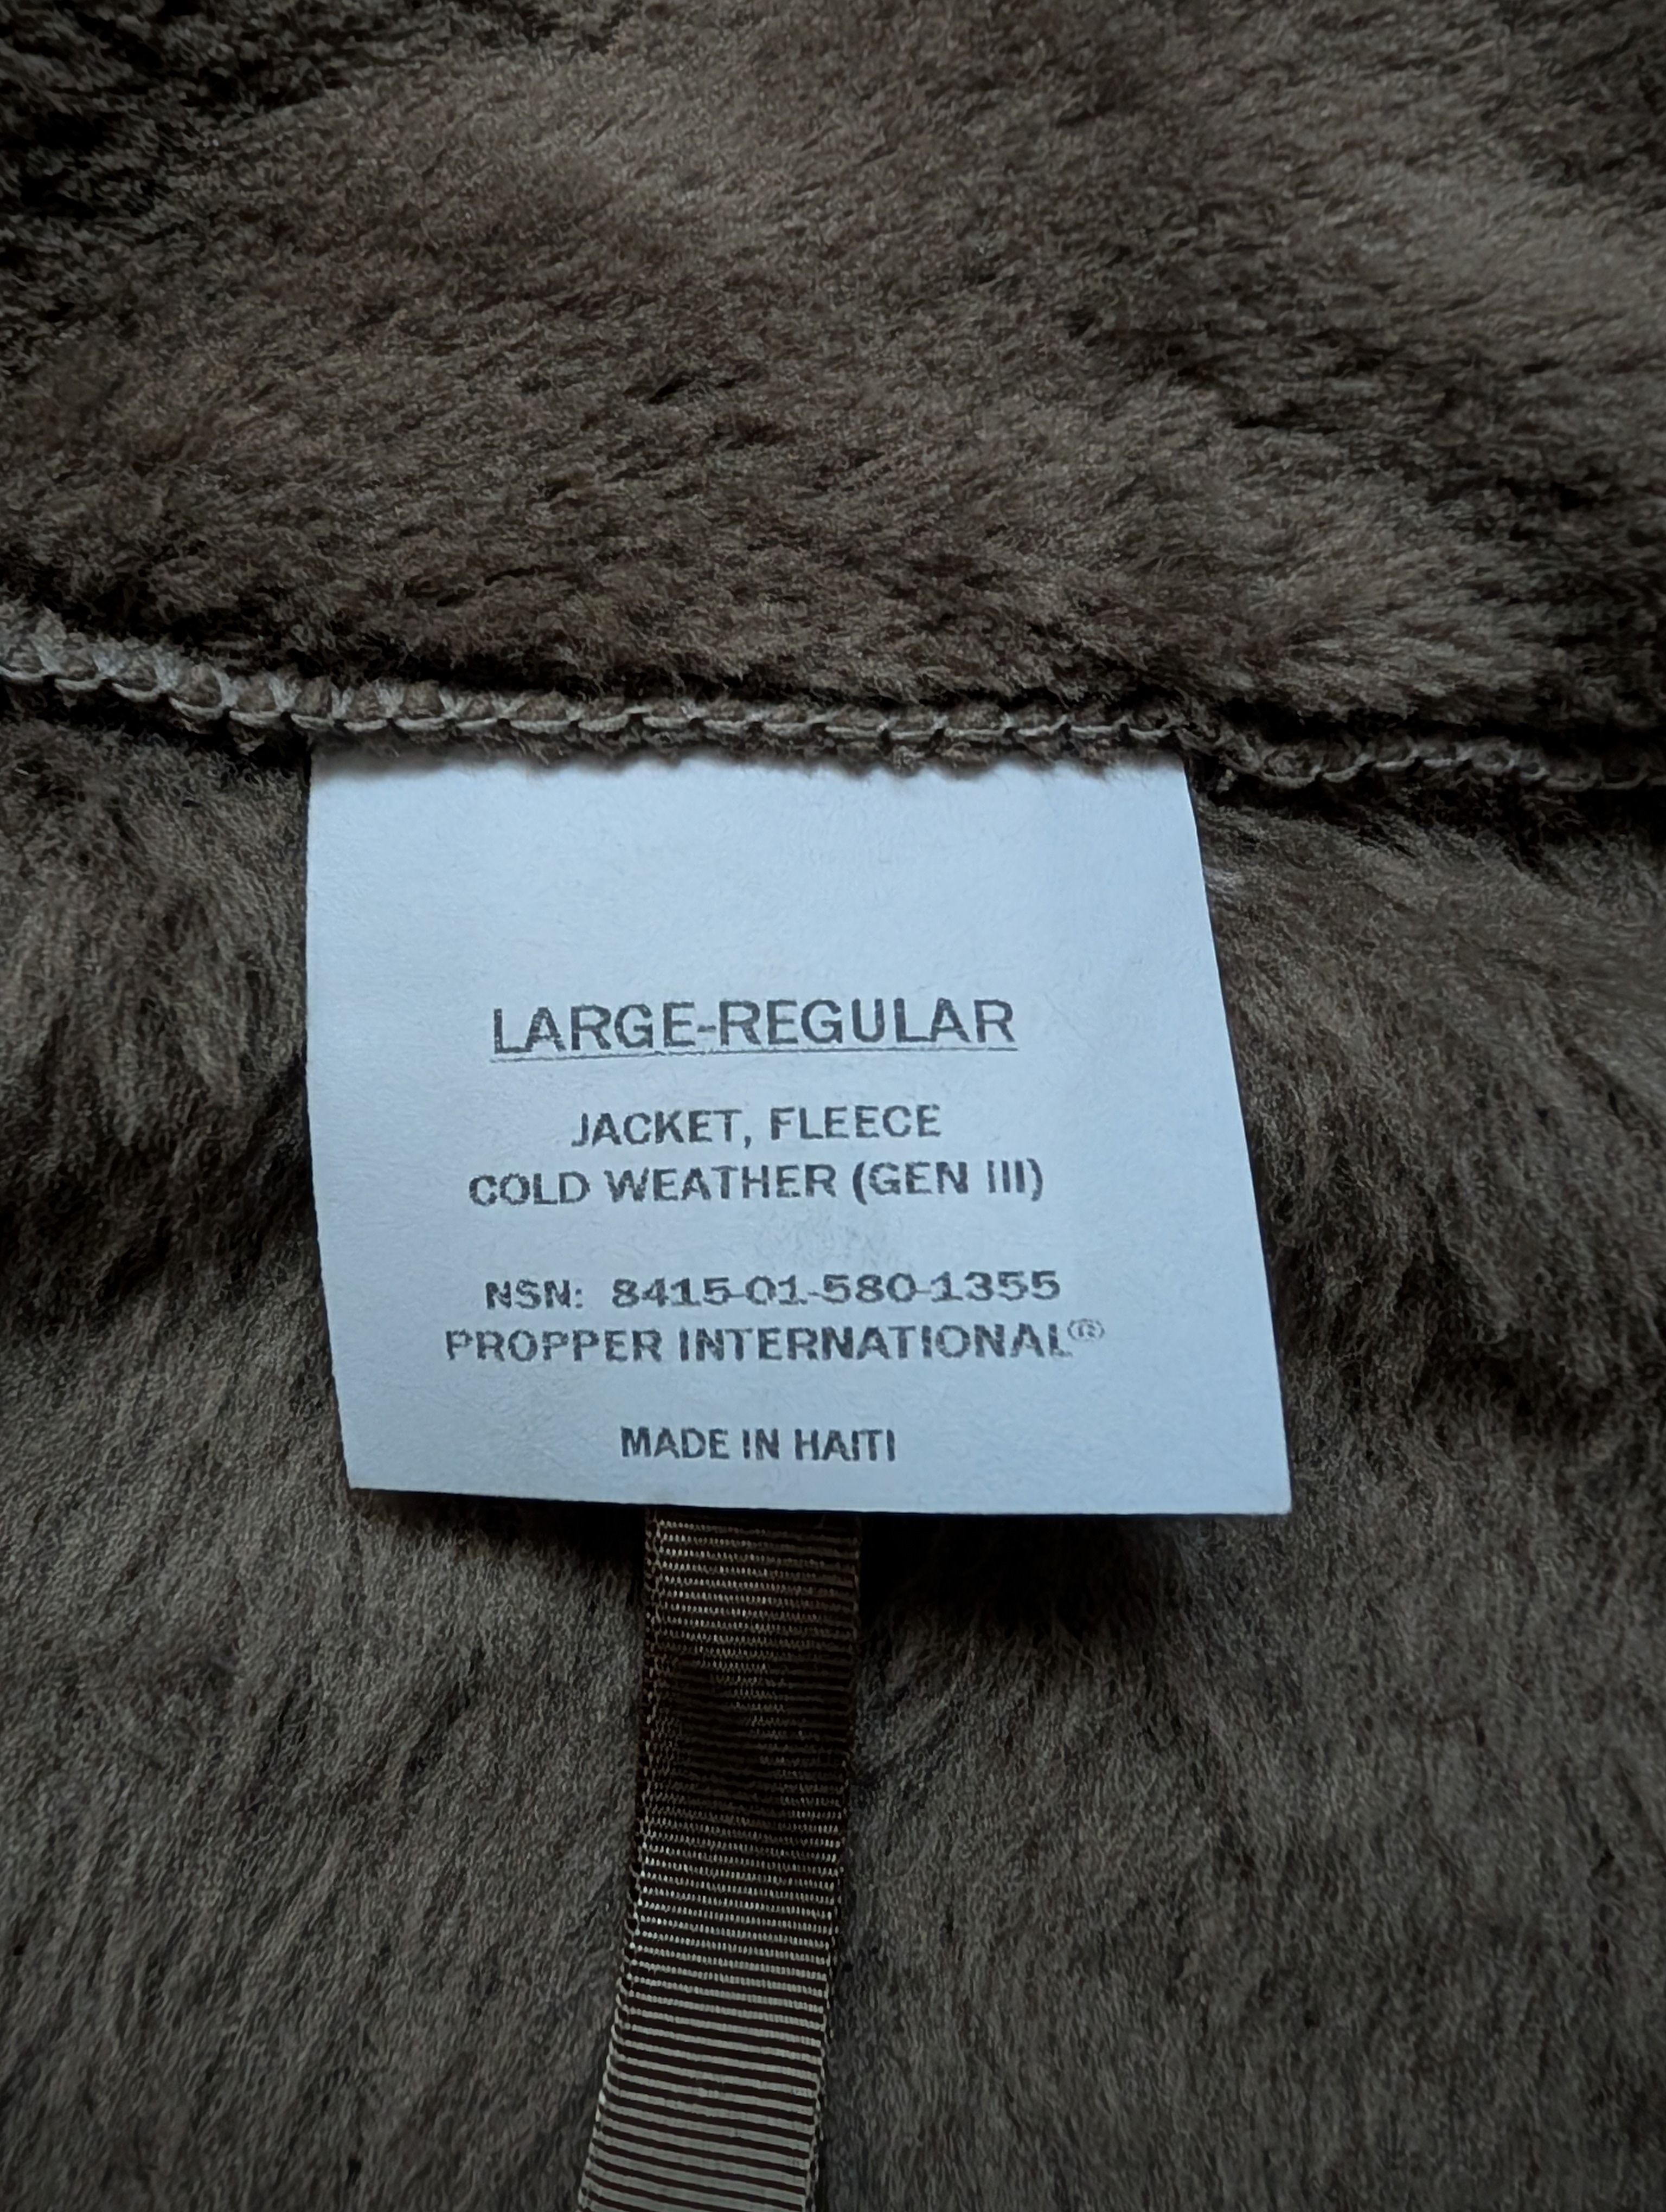 LARGE-REGULAR
JACKET, FLEECE
COLD WEATHER (GEN III)
NSN: 8415-01-580-1355
PROPPER INTERNATIONAL®
MADE IN HAITI